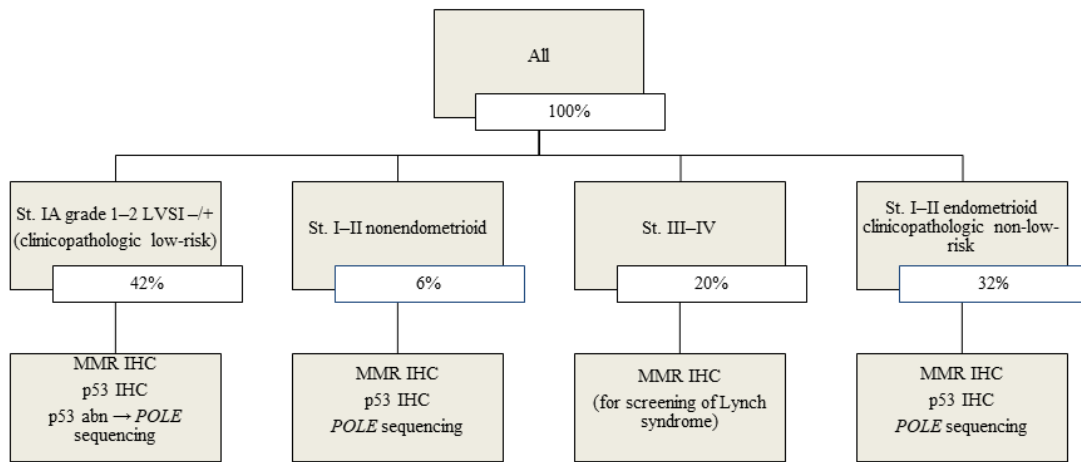 All
100%
St. IA grade 1–2 LVSI –/+
(clinicopathologic low-risk)
42%
St. I–II nonendometrioid
6%
St. III–IV
20%
St. I–II endometrioid
clinicopathologic non-low-
risk
32%
MMR IHC
p53 IHC
p53 abn → POLE
sequencing
MMR IHC
p53 IHC
POLE sequencing
MMR IHC
(for screening of Lynch
syndrome)
MMR IHC
p53 IHC
POLE sequencing